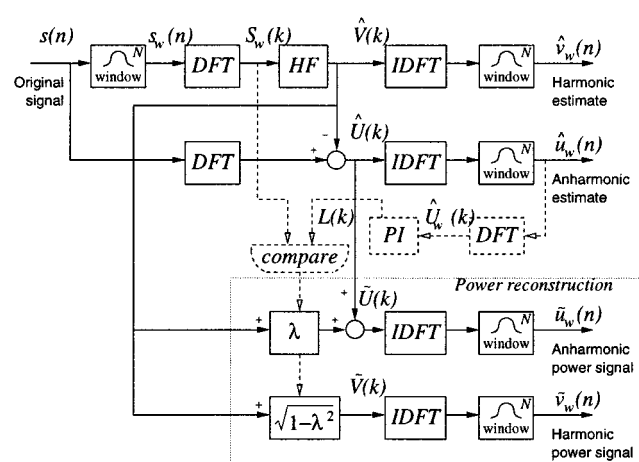 s(n) s_w(n) S_w(k) V̂(k) v̂_w(n)
N window DFT HF IDFT N window
Original signal
Harmonic estimate
− Û(k) û_w(n)
DFT + IDFT N window
Anharmonic estimate
L(k) PI Û_w(k) DFT
compare
Power reconstruction
+ Ũ(k) ũ_w(n)
+ λ + IDFT N window
Anharmonic power signal
Ṽ(k) ṽ_w(n)
+ √1−λ² IDFT N window
Harmonic power signal